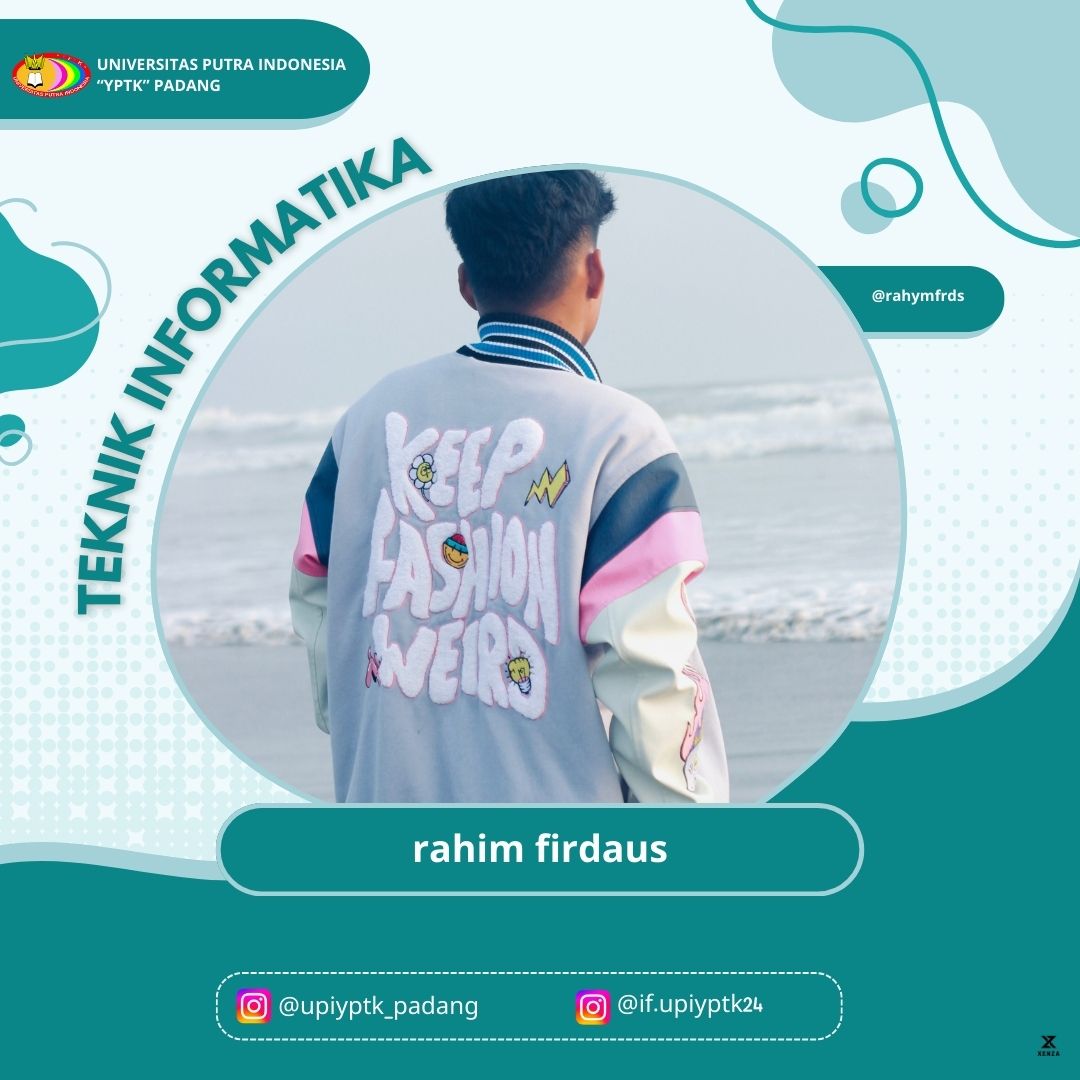 UNIVERSITAS PUTRA INDONESIA
“YPTK” PADANG
TEKNIK INFORMATIKA
@rahymfrds
KEEP
FASHION
WEIRD
rahim firdaus
@upiyptk_padang
@if.upiyptk24
XENZA